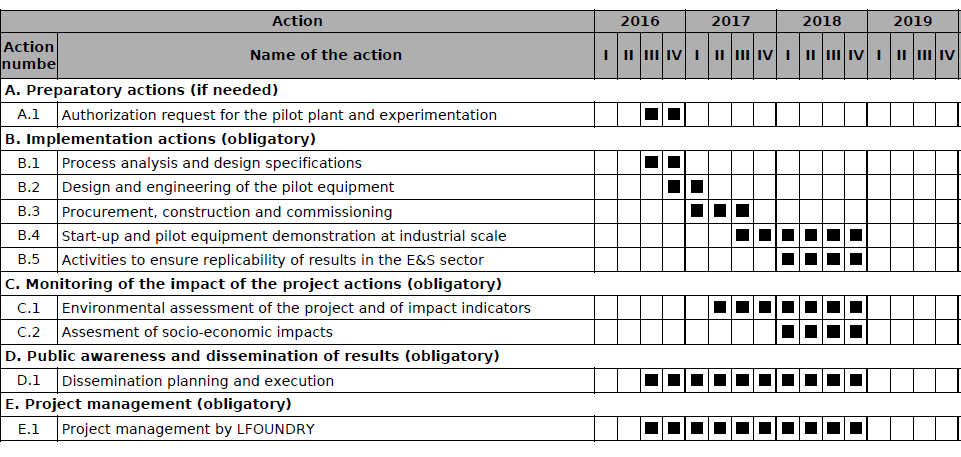 Action 2016 2017 2018 2019
Action numbe Name of the action I II III IV I II III IV I II III IV I II III IV
A. Preparatory actions (if needed)
A.1 Authorization request for the pilot plant and experimentation ■ ■
B. Implementation actions (obligatory)
B.1 Process analysis and design specifications ■ ■
B.2 Design and engineering of the pilot equipment ■ ■
B.3 Procurement, construction and commissioning ■ ■ ■
B.4 Start-up and pilot equipment demonstration at industrial scale ■ ■ ■ ■ ■ ■
B.5 Activities to ensure replicability of results in the E&S sector ■ ■ ■ ■
C. Monitoring of the impact of the project actions (obligatory)
C.1 Environmental assessment of the project and of impact indicators ■ ■ ■ ■ ■ ■ ■
C.2 Assesment of socio-economic impacts ■ ■ ■ ■
D. Public awareness and dissemination of results (obligatory)
D.1 Dissemination planning and execution ■ ■ ■ ■ ■ ■ ■ ■ ■ ■
E. Project management (obligatory)
E.1 Project management by LFOUNDRY ■ ■ ■ ■ ■ ■ ■ ■ ■ ■